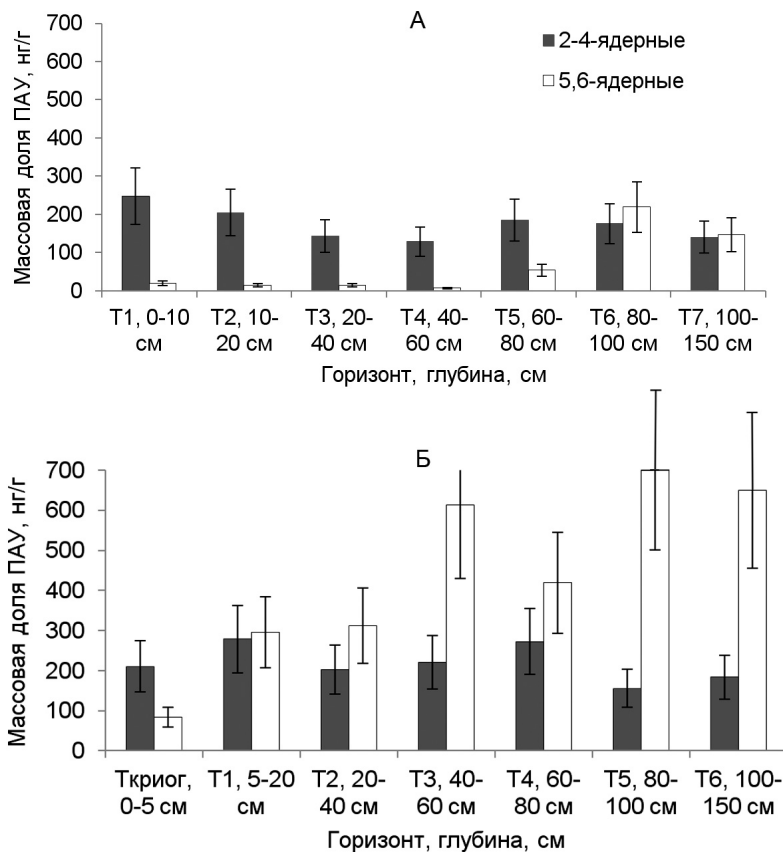 А
700
600
500
400
300
200
100
0
Массовая доля ПАУ, нг/г
2-4-ядерные
5,6-ядерные
Т1, 0-10 Т2, 10- Т3, 20- Т4, 40- Т5, 60- Т6, 80- Т7, 100-
см 20 см 40 см 60 см 80 см 100 см 150 см
Горизонт, глубина, см
Б
700
600
500
400
300
200
100
0
Массовая доля ПАУ, нг/г
Ткриог, Т1, 5-20 Т2, 20- Т3, 40- Т4, 60- Т5, 80- Т6, 100-
0-5 см см 40 см 60 см 80 см 100 см 150 см
Горизонт, глубина, см